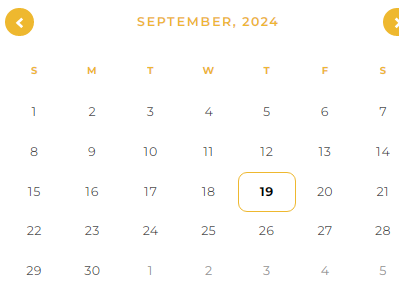 SEPTEMBER, 2024
S M T W T F S
1 2 3 4 5 6 7
8 9 10 11 12 13 14
15 16 17 18 19 20 21
22 23 24 25 26 27 28
29 30 1 2 3 4 5